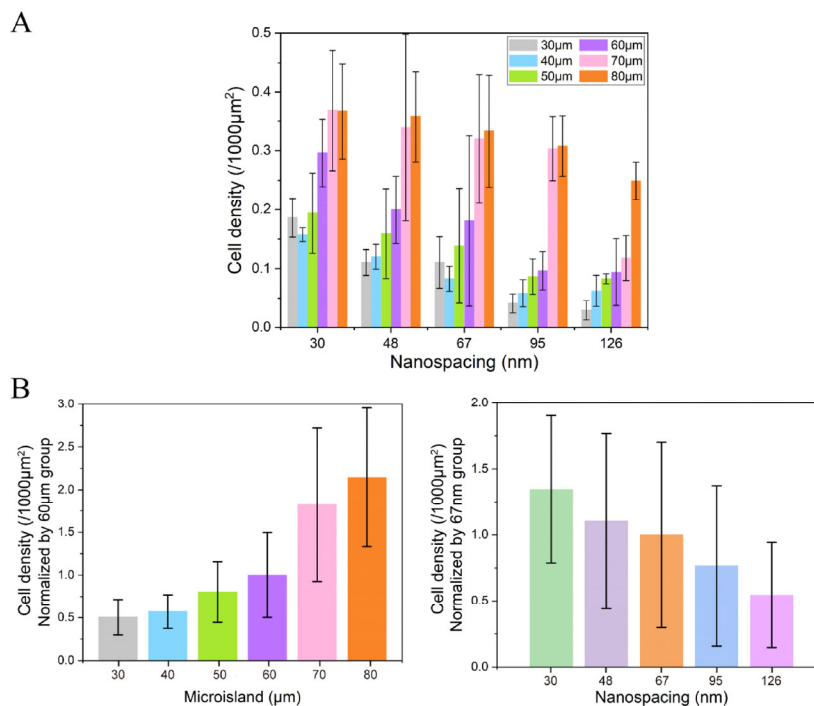 A
0.5
0.4
0.3
0.2
0.1
0.0
Cell density (/1000μm²)
30μm 60μm
40μm 70μm
50μm 80μm
30 48 67 95 126
Nanospacing (nm)
B
3.0
2.5
2.0
1.5
1.0
0.5
0.0
Cell density (/1000μm²)
Normalized by 60μm group
30 40 50 60 70 80
Microisland (μm)
2.0
1.5
1.0
0.5
0.0
Cell density (/1000μm²)
Normalized by 67nm group
30 48 67 95 126
Nanospacing (nm)